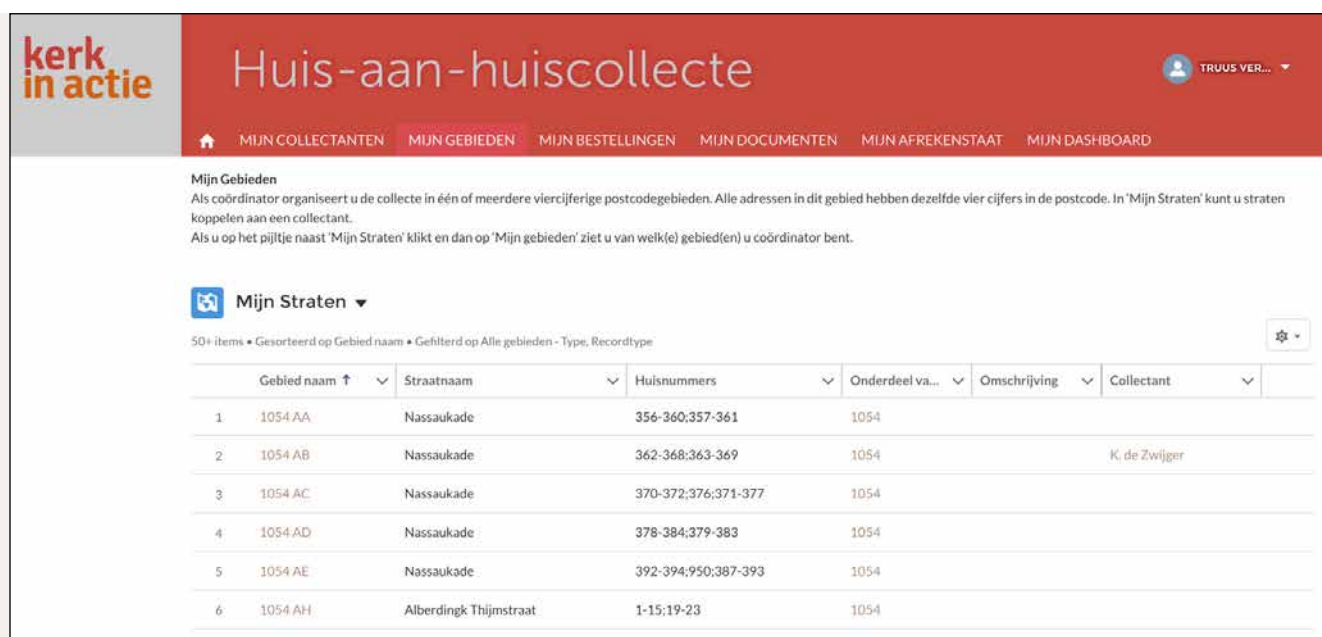 kerk
in actie
Huis-aan-huiscollecte
TRUUS VER...
MIJN COLLECTANTEN MIJN GEBIEDEN MIJN BESTELLINGEN MIJN DOCUMENTEN MIJN AFREKENSTAAT MIJN DASHBOARD
Mijn Gebieden
Als coördinator organiseert u de collecte in één of meerdere viercijferige postcodegebieden. Alle adressen in dit gebied hebben dezelfde vier cijfers in de postcode. In 'Mijn Straten' kunt u straten
koppelen aan een collectant.
Als u op het pijltje naast 'Mijn Straten' klikt en dan op 'Mijn gebieden' ziet u van welk(e) gebied(en) u coördinator bent.
Mijn Straten
50+ items • Gesorteerd op Gebied naam • Gefilterd op Alle gebieden - Type, Recordtype
Gebied naam Straatnaam Huisnummers Onderdeel va... Omschrijving Collectant
1 1054 AA Nassaukade 356-360;357-361 1054
2 1054 AB Nassaukade 362-368;363-369 1054 K. de Zwijger
3 1054 AC Nassaukade 370-372;376;371-377 1054
4 1054 AD Nassaukade 378-384;379-383 1054
5 1054 AE Nassaukade 392-394;950;387-393 1054
6 1054 AH Alberdingk Thijmstraat 1-15;19-23 1054